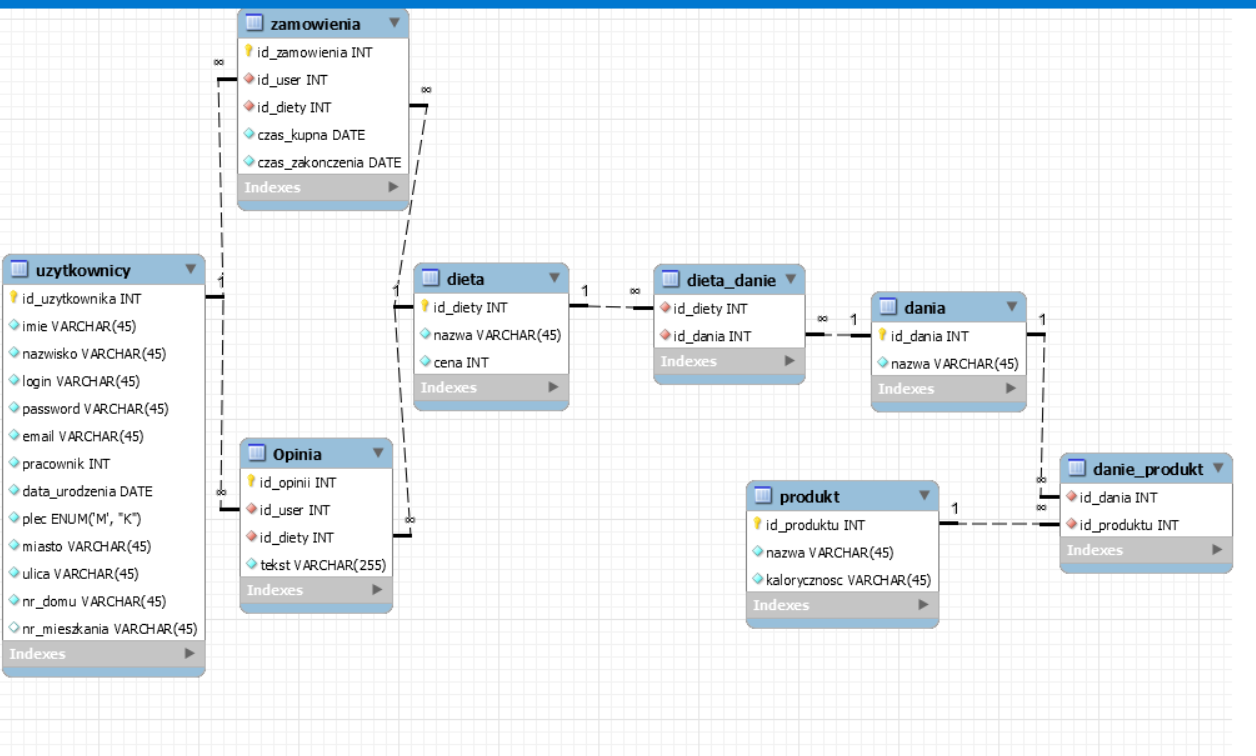 zamowienia
id_zamowienia INT
id_user INT
id_diety INT
czas_kupna DATE
czas_zakonczenia DATE
Indexes
∞
∞
uzytkownicy
id_uzytkownika INT
imie VARCHAR(45)
nazwisko VARCHAR(45)
login VARCHAR(45)
password VARCHAR(45)
email VARCHAR(45)
pracownik INT
data_urodzenia DATE
plec ENUM('M', "K")
miasto VARCHAR(45)
ulica VARCHAR(45)
nr_domu VARCHAR(45)
nr_mieszkania VARCHAR(45)
Indexes
1
∞
Opinia
id_opinii INT
id_user INT
id_diety INT
tekst VARCHAR(255)
Indexes
∞
1
dieta
id_diety INT
nazwa VARCHAR(45)
cena INT
Indexes
1
∞
dieta_danie
id_diety INT
id_dania INT
Indexes
∞
1
dania
id_dania INT
nazwa VARCHAR(45)
Indexes
1
produkt
id_produktu INT
nazwa VARCHAR(45)
kalorycznosc VARCHAR(45)
Indexes
1
∞
∞
danie_produkt
id_dania INT
id_produktu INT
Indexes